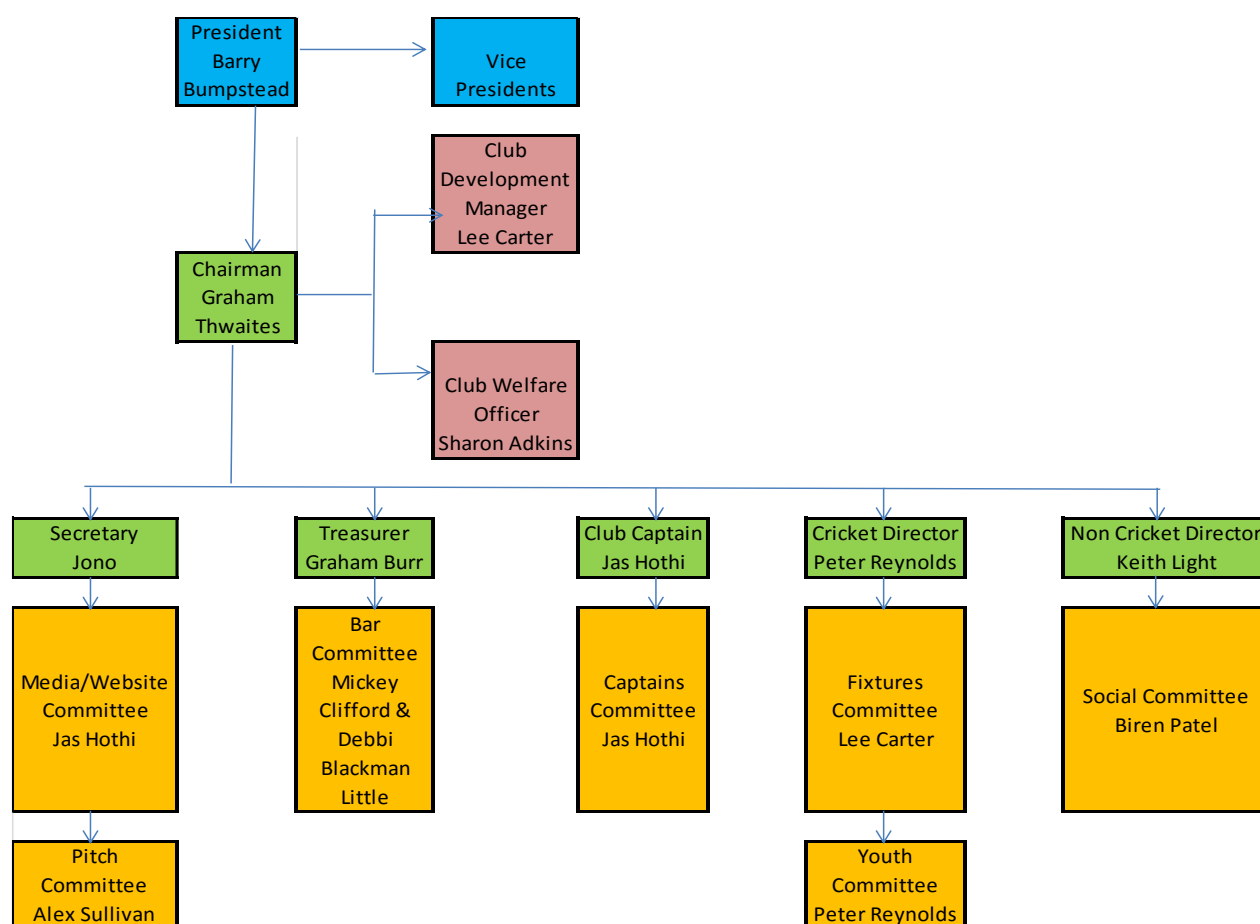 President
Barry
Bumpstead
Vice
Presidents
Club
Development
Manager
Lee Carter
Chairman
Graham
Thwaites
Club Welfare
Officer
Sharon Adkins
Secretary
Jono
Treasurer
Graham Burr
Club Captain
Jas Hothi
Cricket Director
Peter Reynolds
Non Cricket Director
Keith Light
Media/Website
Committee
Jas Hothi
Bar
Committee
Mickey
Clifford &
Debbi
Blackman
Little
Captains
Committee
Jas Hothi
Fixtures
Committee
Lee Carter
Social Committee
Biren Patel
Pitch
Committee
Alex Sullivan
Youth
Committee
Peter Reynolds